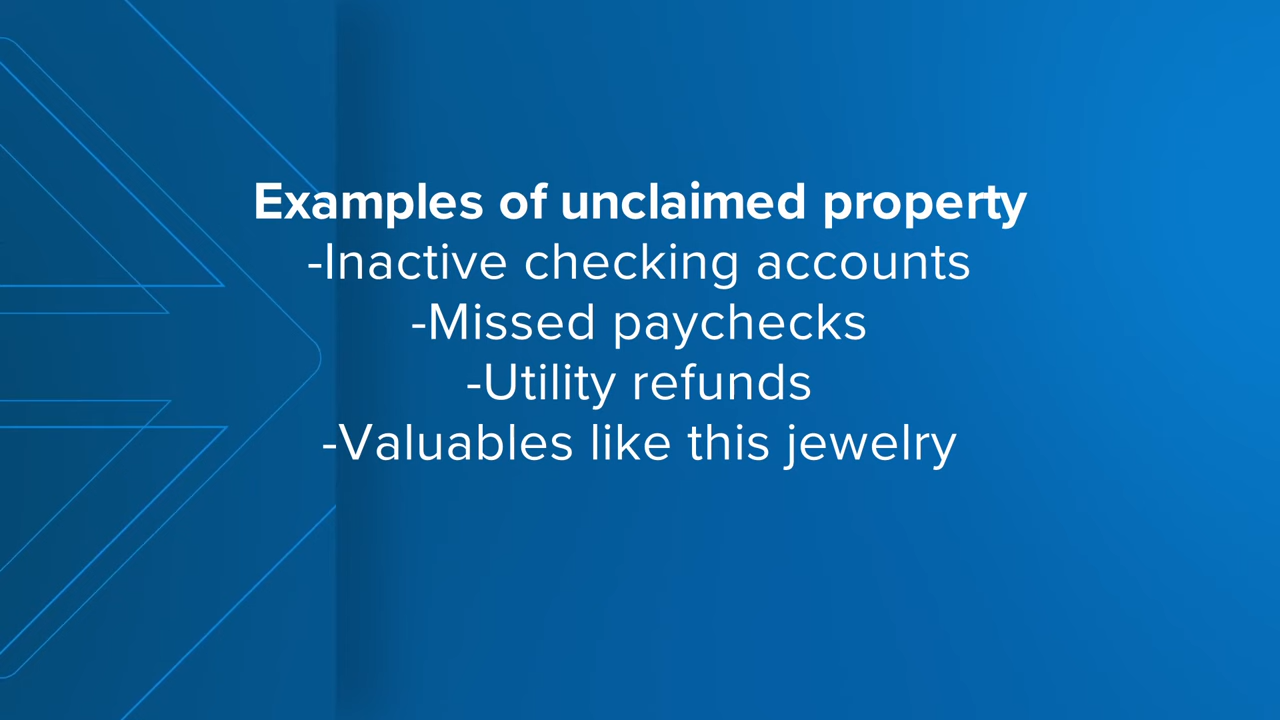 Examples of unclaimed property
-Inactive checking accounts
-Missed paychecks
-Utility refunds
-Valuables like this jewelry